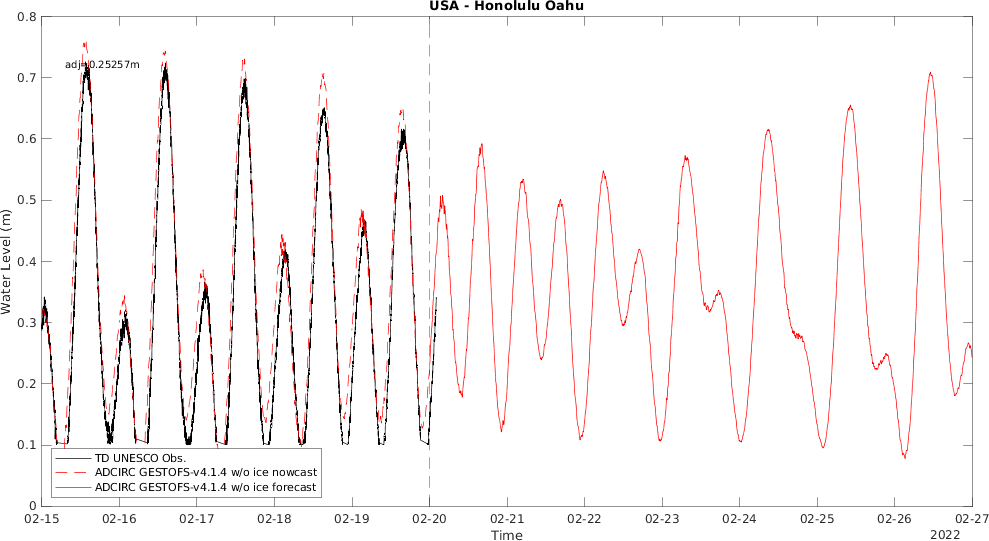 USA - Honolulu Oahu
0.8
0.7
0.6
0.5
0.4
0.3
0.2
0.1
0
Water Level (m)
adj=0.25257m
TD UNESCO Obs.
ADCIRC GESTOFS-v4.1.4 w/o ice nowcast
ADCIRC GESTOFS-v4.1.4 w/o ice forecast
02-15 02-16 02-17 02-18 02-19 02-20 02-21 02-22 02-23 02-24 02-25 02-26 02-27
Time
2022